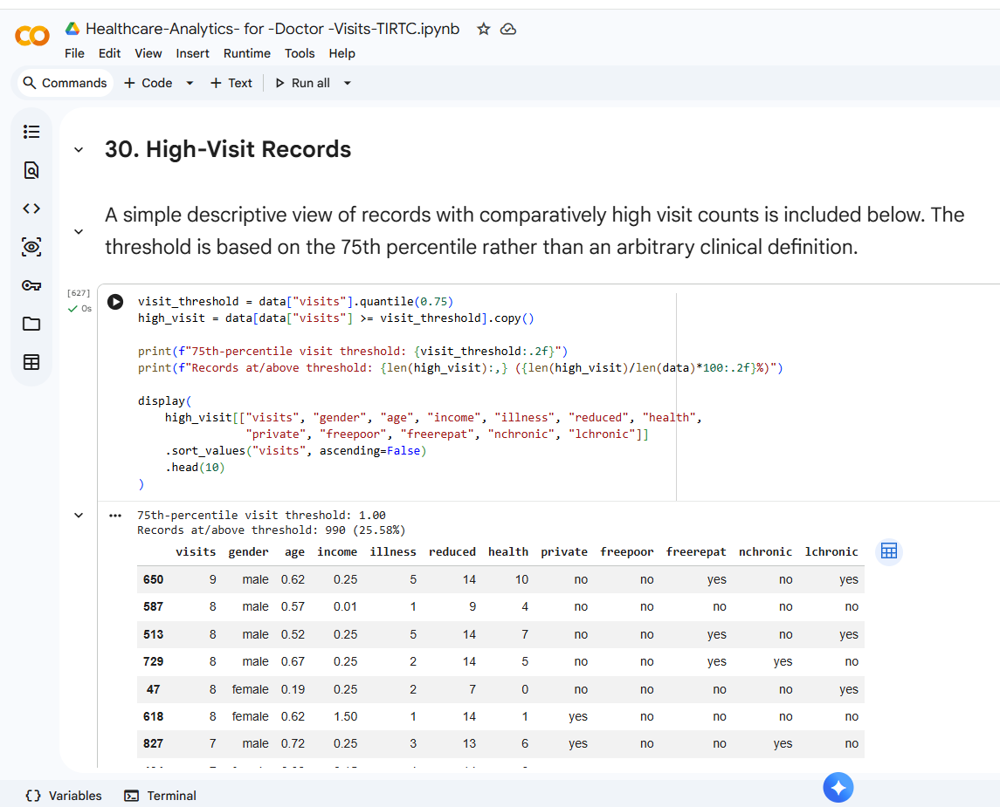 Healthcare-Analytics- for -Doctor -Visits-TIRTC.ipynb
File Edit View Insert Runtime Tools Help
Commands + Code + Text Run all
30. High-Visit Records
A simple descriptive view of records with comparatively high visit counts is included below. The
threshold is based on the 75th percentile rather than an arbitrary clinical definition.
[627]
0s
visit_threshold = data["visits"].quantile(0.75)
high_visit = data[data["visits"] >= visit_threshold].copy()
print(f"75th-percentile visit threshold: {visit_threshold:.2f}")
print(f"Records at/above threshold: {len(high_visit):,} ({len(high_visit)/len(data)*100:.2f}%)")
display(
    high_visit[["visits", "gender", "age", "income", "illness", "reduced", "health",
                "private", "freepoor", "freerepat", "nchronic", "lchronic"]]
    .sort_values("visits", ascending=False)
    .head(10)
)
75th-percentile visit threshold: 1.00
Records at/above threshold: 990 (25.58%)
visits gender age income illness reduced health private freepoor freerepat nchronic lchronic
650 9 male 0.62 0.25 5 14 10 no no yes no yes
587 8 male 0.57 0.01 1 9 4 no no no no no
513 8 male 0.52 0.25 5 14 7 no no yes no yes
729 8 male 0.67 0.25 2 14 5 no no yes yes no
47 8 female 0.19 0.25 2 7 0 no no no no yes
618 8 female 0.62 1.50 1 14 1 yes no no no no
827 7 male 0.72 0.25 3 13 6 yes no no yes no
Variables Terminal